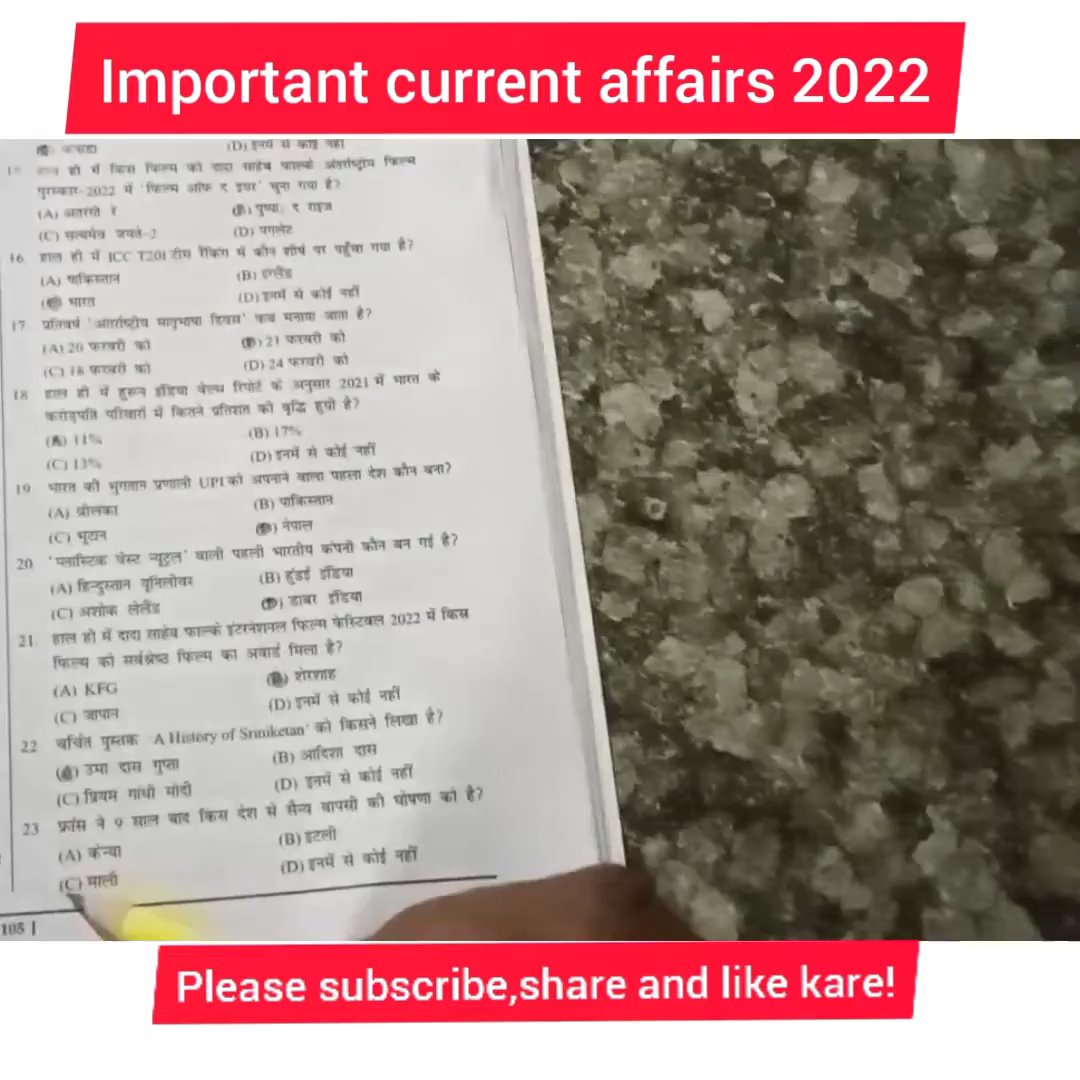 Important current affairs 2022
(D) इनमें से कोई नहीं
हाल ही में किस फिल्म को दादा साहेब फाल्के अंतर्राष्ट्रीय फिल्म
पुरस्कार-2022 में 'फिल्म ऑफ द इयर' चुना गया है?
(A) अतरंगी रे
पुष्पाः द राइज
(C) सत्यमेव जयते-2
(D) पगलेट
16. हाल ही में ICC T20I टीम रैंकिंग में कौन शीर्ष पर पहुँचा गया है?
(A) पाकिस्तान
(B) इंग्लैंड
भारत
(D) इनमें से कोई नहीं
17 प्रतिवर्ष 'अंतर्राष्ट्रीय मातृभाषा दिवस' कब मनाया जाता है?
(A) 20 फरवरी को
21 फरवरी को
(C) 18 फरवरी को
(D) 24 फरवरी को
18 हाल ही में हुरून इंडिया वेल्थ रिपोर्ट के अनुसार 2021 में भारत के
करोड़पति परिवारों में कितने प्रतिशत की वृद्धि हुयी है?
(A) 11%
(B) 17%
(C) 13%
(D) इनमें से कोई नहीं
19 भारत की भुगतान प्रणाली UPI को अपनाने वाला पहला देश कौन बना?
(A) श्रीलंका
(B) पाकिस्तान
(C) भूटान
नेपाल
20. 'प्लास्टिक वेस्ट न्यूट्रल' वाली पहली भारतीय कंपनी कौन बन गई है?
(A) हिन्दुस्तान यूनिलीवर
(B) हुंडई इंडिया
(C) अशोक लेलैंड
डाबर इंडिया
21. हाल ही में दादा साहेब फाल्के इंटरनेशनल फिल्म फेस्टिवल 2022 में किस
फिल्म को सर्वश्रेष्ठ फिल्म का अवार्ड मिला है?
(A) KFG
शेरशाह
(C) जापान
(D) इनमें से कोई नहीं
22 चर्चित पुस्तक 'A History of Sriniketan' को किसने लिखा है?
उमा दास गुप्ता
(B) आदिशा दास
(C) प्रियम गांधी मोदी
(D) इनमें से कोई नहीं
23 फ्रांस ने 9 साल बाद किस देश से सैन्य वापसी की घोषणा की है?
(A) केन्या
(B) इटली
(C) माली
(D) इनमें से कोई नहीं
105 |
Please subscribe,share and like kare!